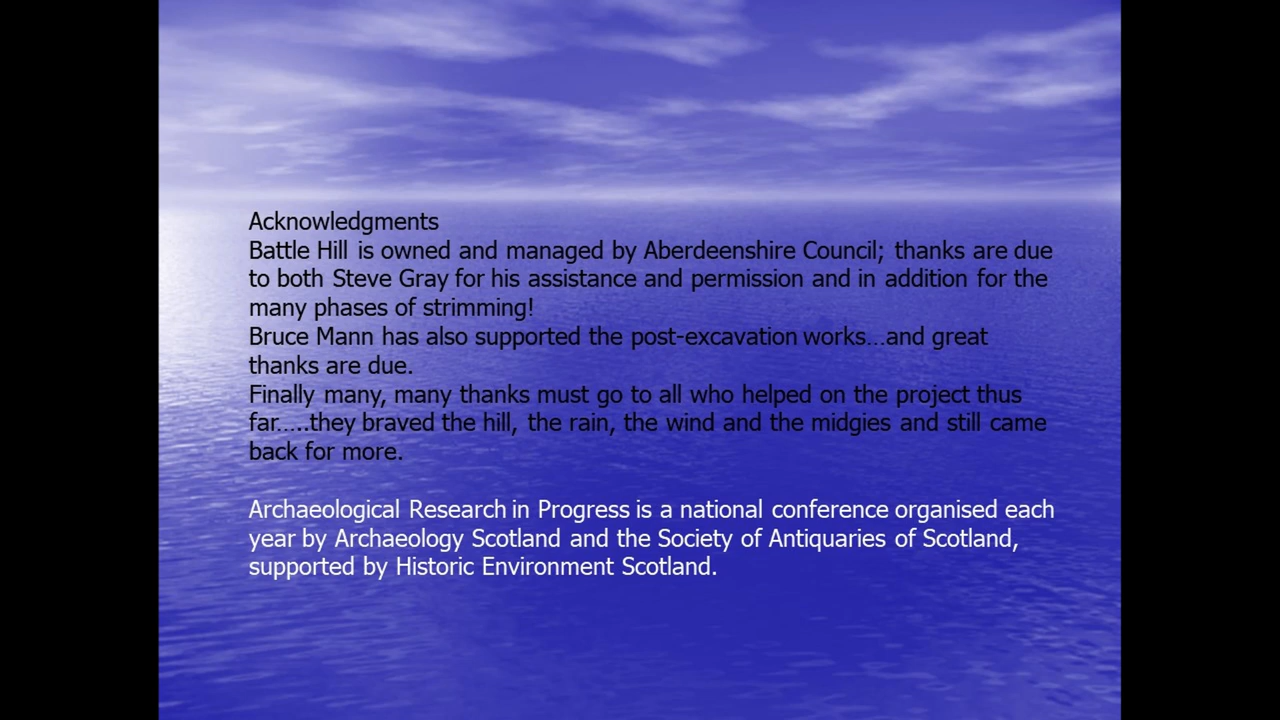 Acknowledgments
Battle Hill is owned and managed by Aberdeenshire Council; thanks are due
to both Steve Gray for his assistance and permission and in addition for the
many phases of strimming!
Bruce Mann has also supported the post-excavation works…and great
thanks are due.
Finally many, many thanks must go to all who helped on the project thus
far…..they braved the hill, the rain, the wind and the midgies and still came
back for more.
Archaeological Research in Progress is a national conference organised each
year by Archaeology Scotland and the Society of Antiquaries of Scotland,
supported by Historic Environment Scotland.